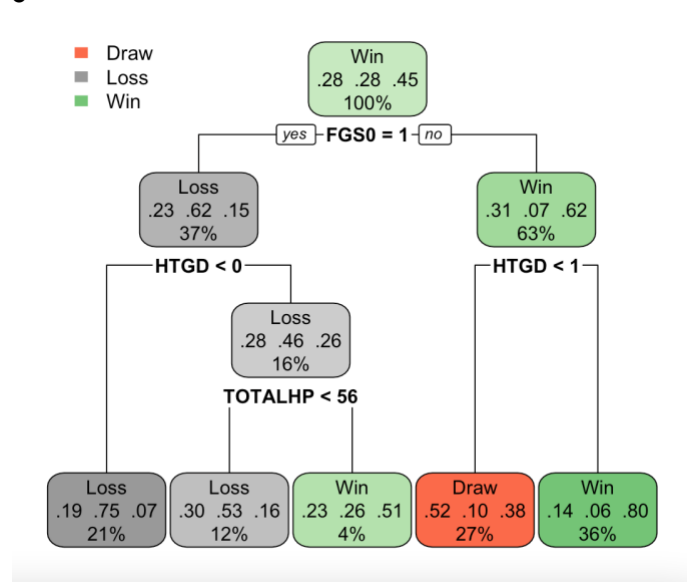 Draw
Loss
Win
Win
.28 .28 .45
100%
yes FGS0 = 1 no
Loss
.23 .62 .15
37%
Win
.31 .07 .62
63%
HTGD < 0
HTGD < 1
Loss
.28 .46 .26
16%
TOTALHP < 56
Loss
.19 .75 .07
21%
Loss
.30 .53 .16
12%
Win
.23 .26 .51
4%
Draw
.52 .10 .38
27%
Win
.14 .06 .80
36%